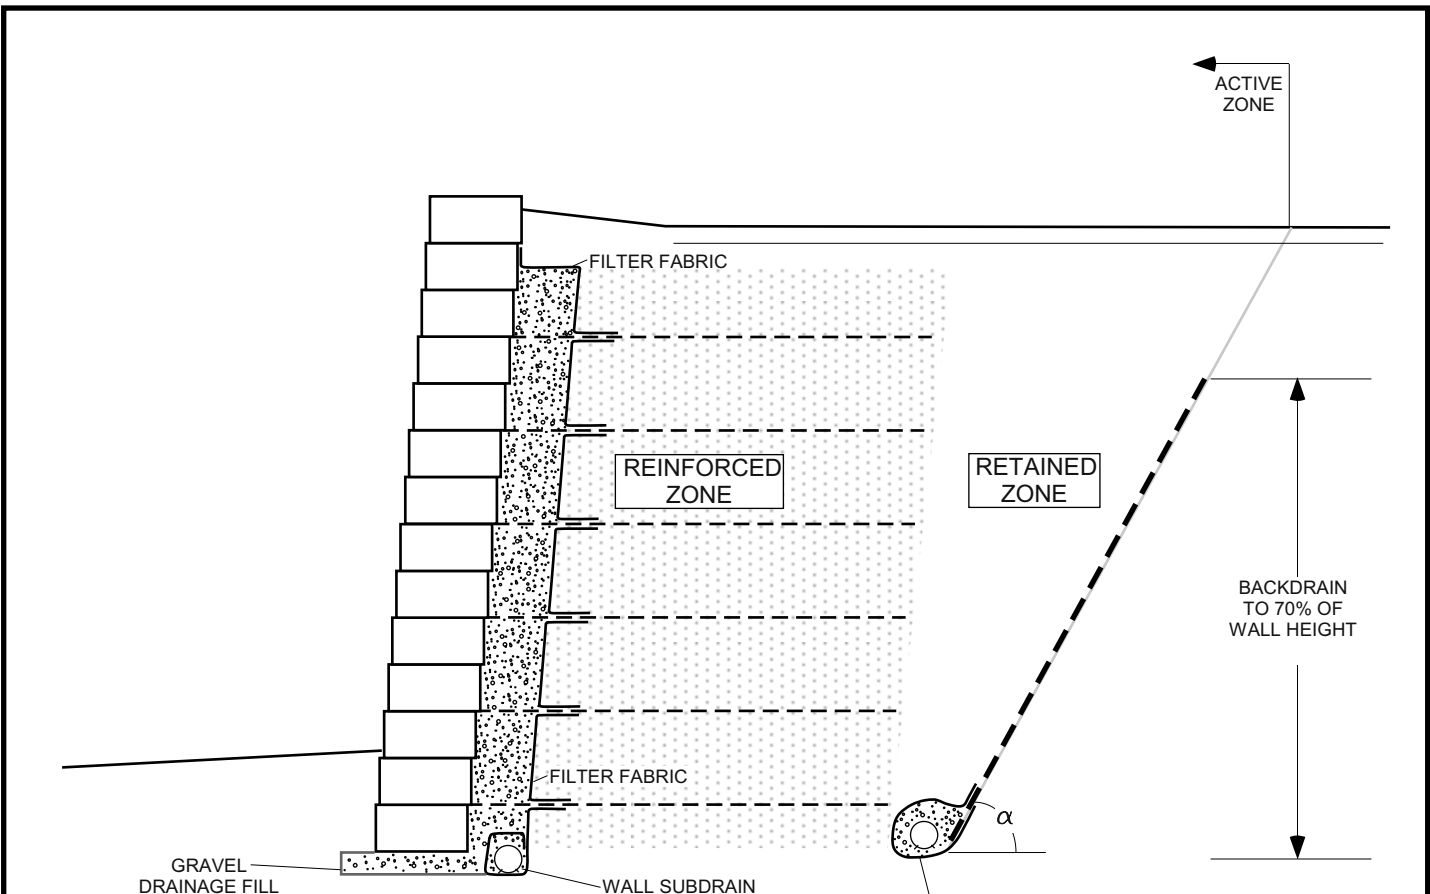 ACTIVE
ZONE
FILTER FABRIC
REINFORCED
ZONE
RETAINED
ZONE
BACKDRAIN
TO 70% OF
WALL HEIGHT
FILTER FABRIC
α
GRAVEL
DRAINAGE FILL
WALL SUBDRAIN